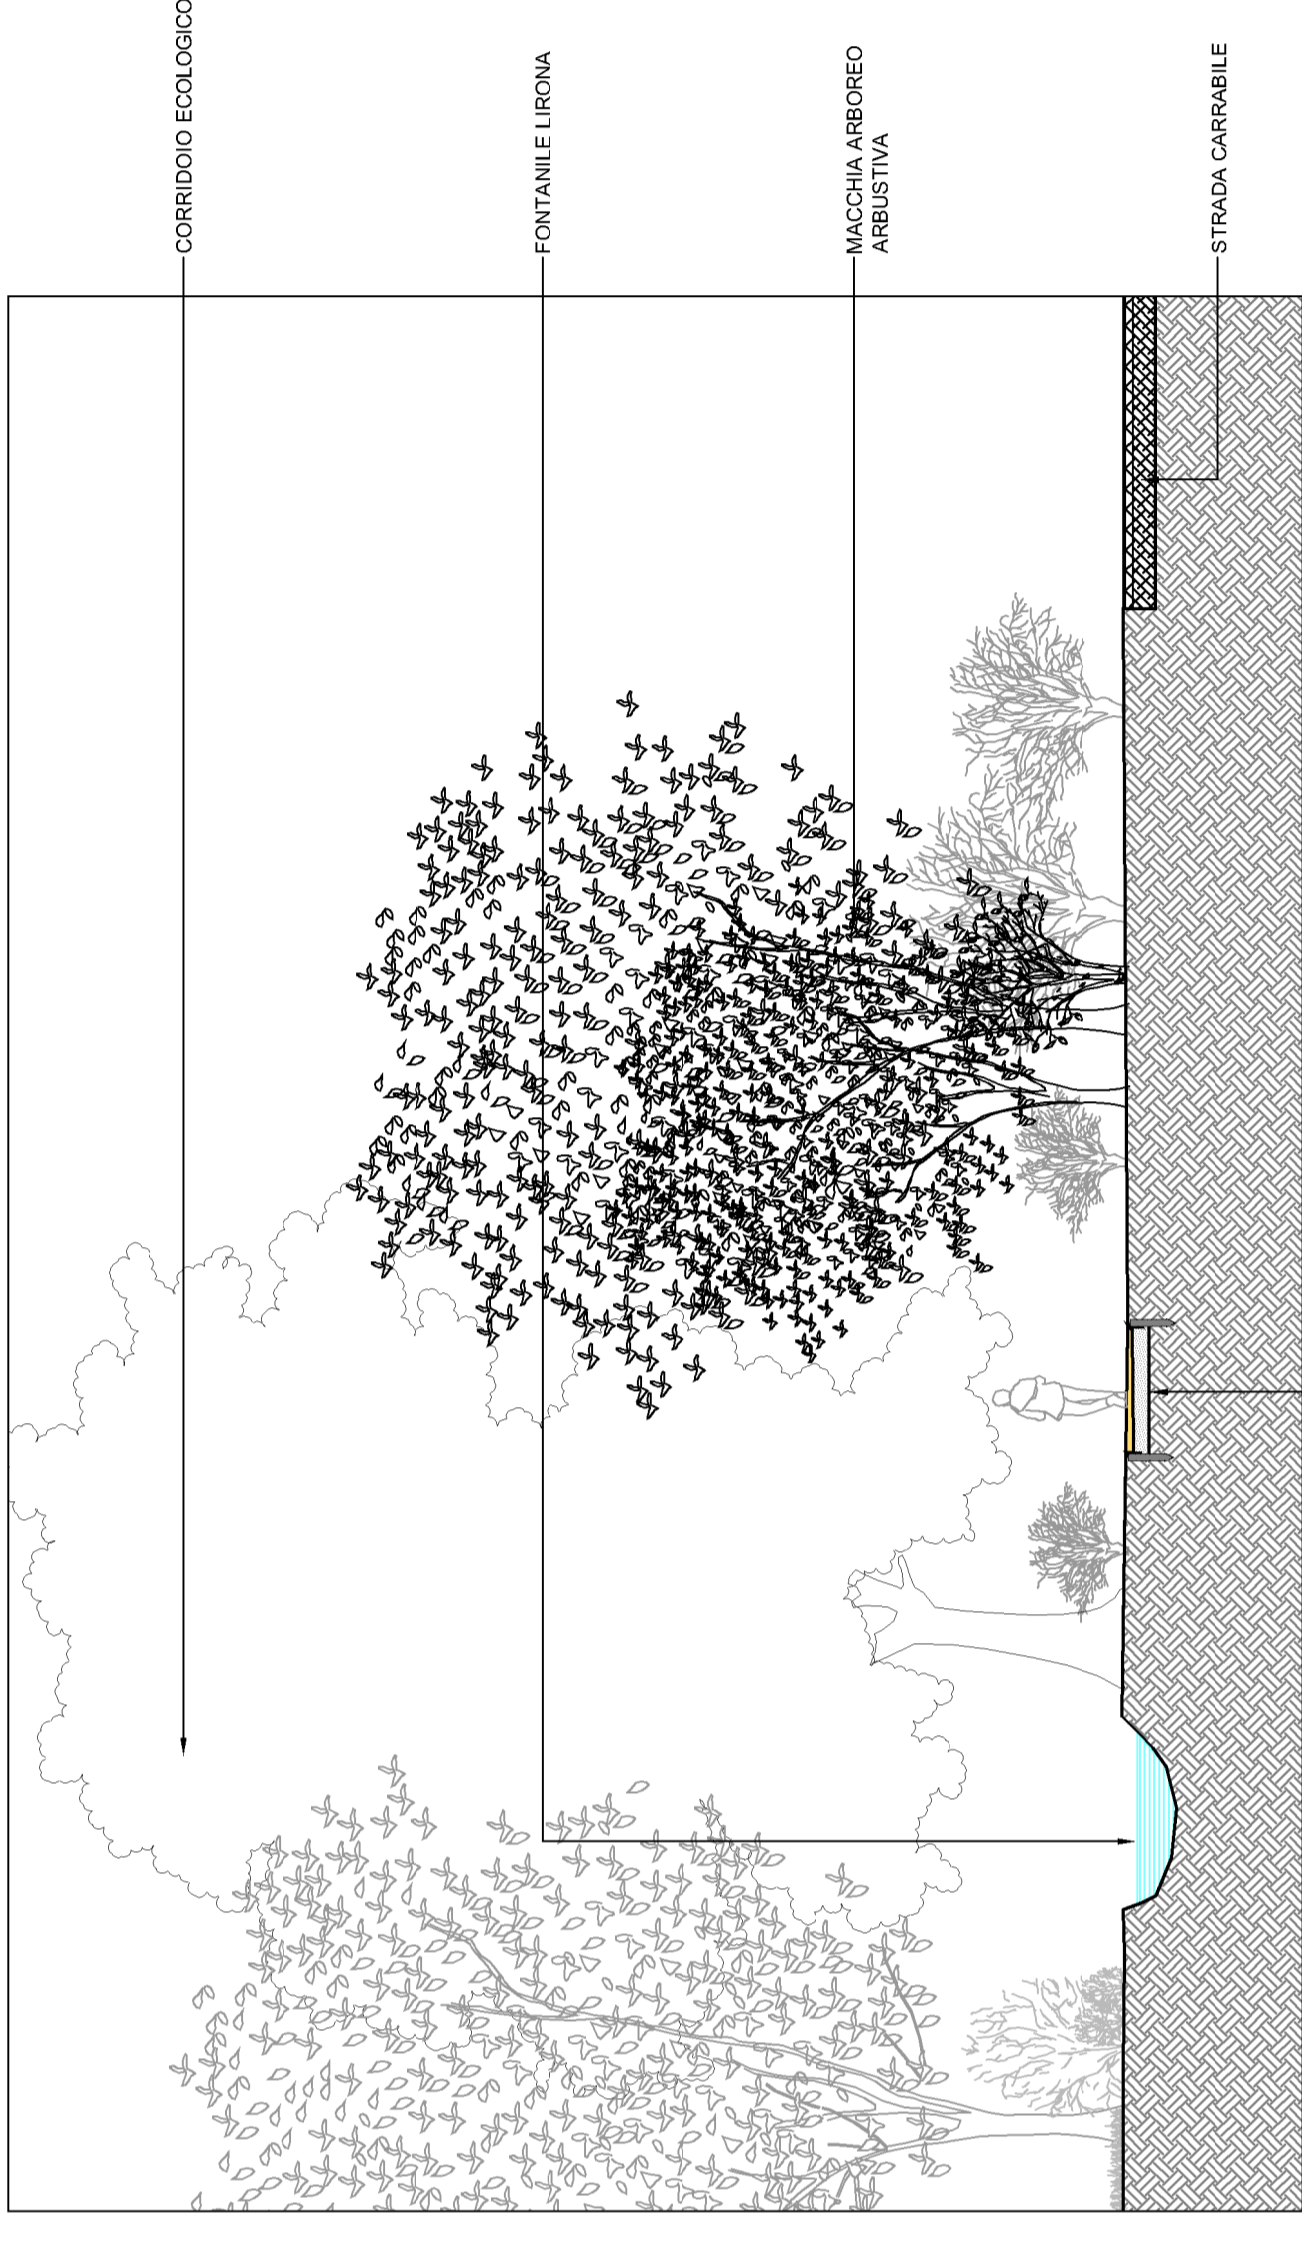 CORRIDOIO ECOLOGICO
FONTANILE LIRONA
MACCHIA ARBOREO
ARBUSTIVA
STRADA CARRABILE